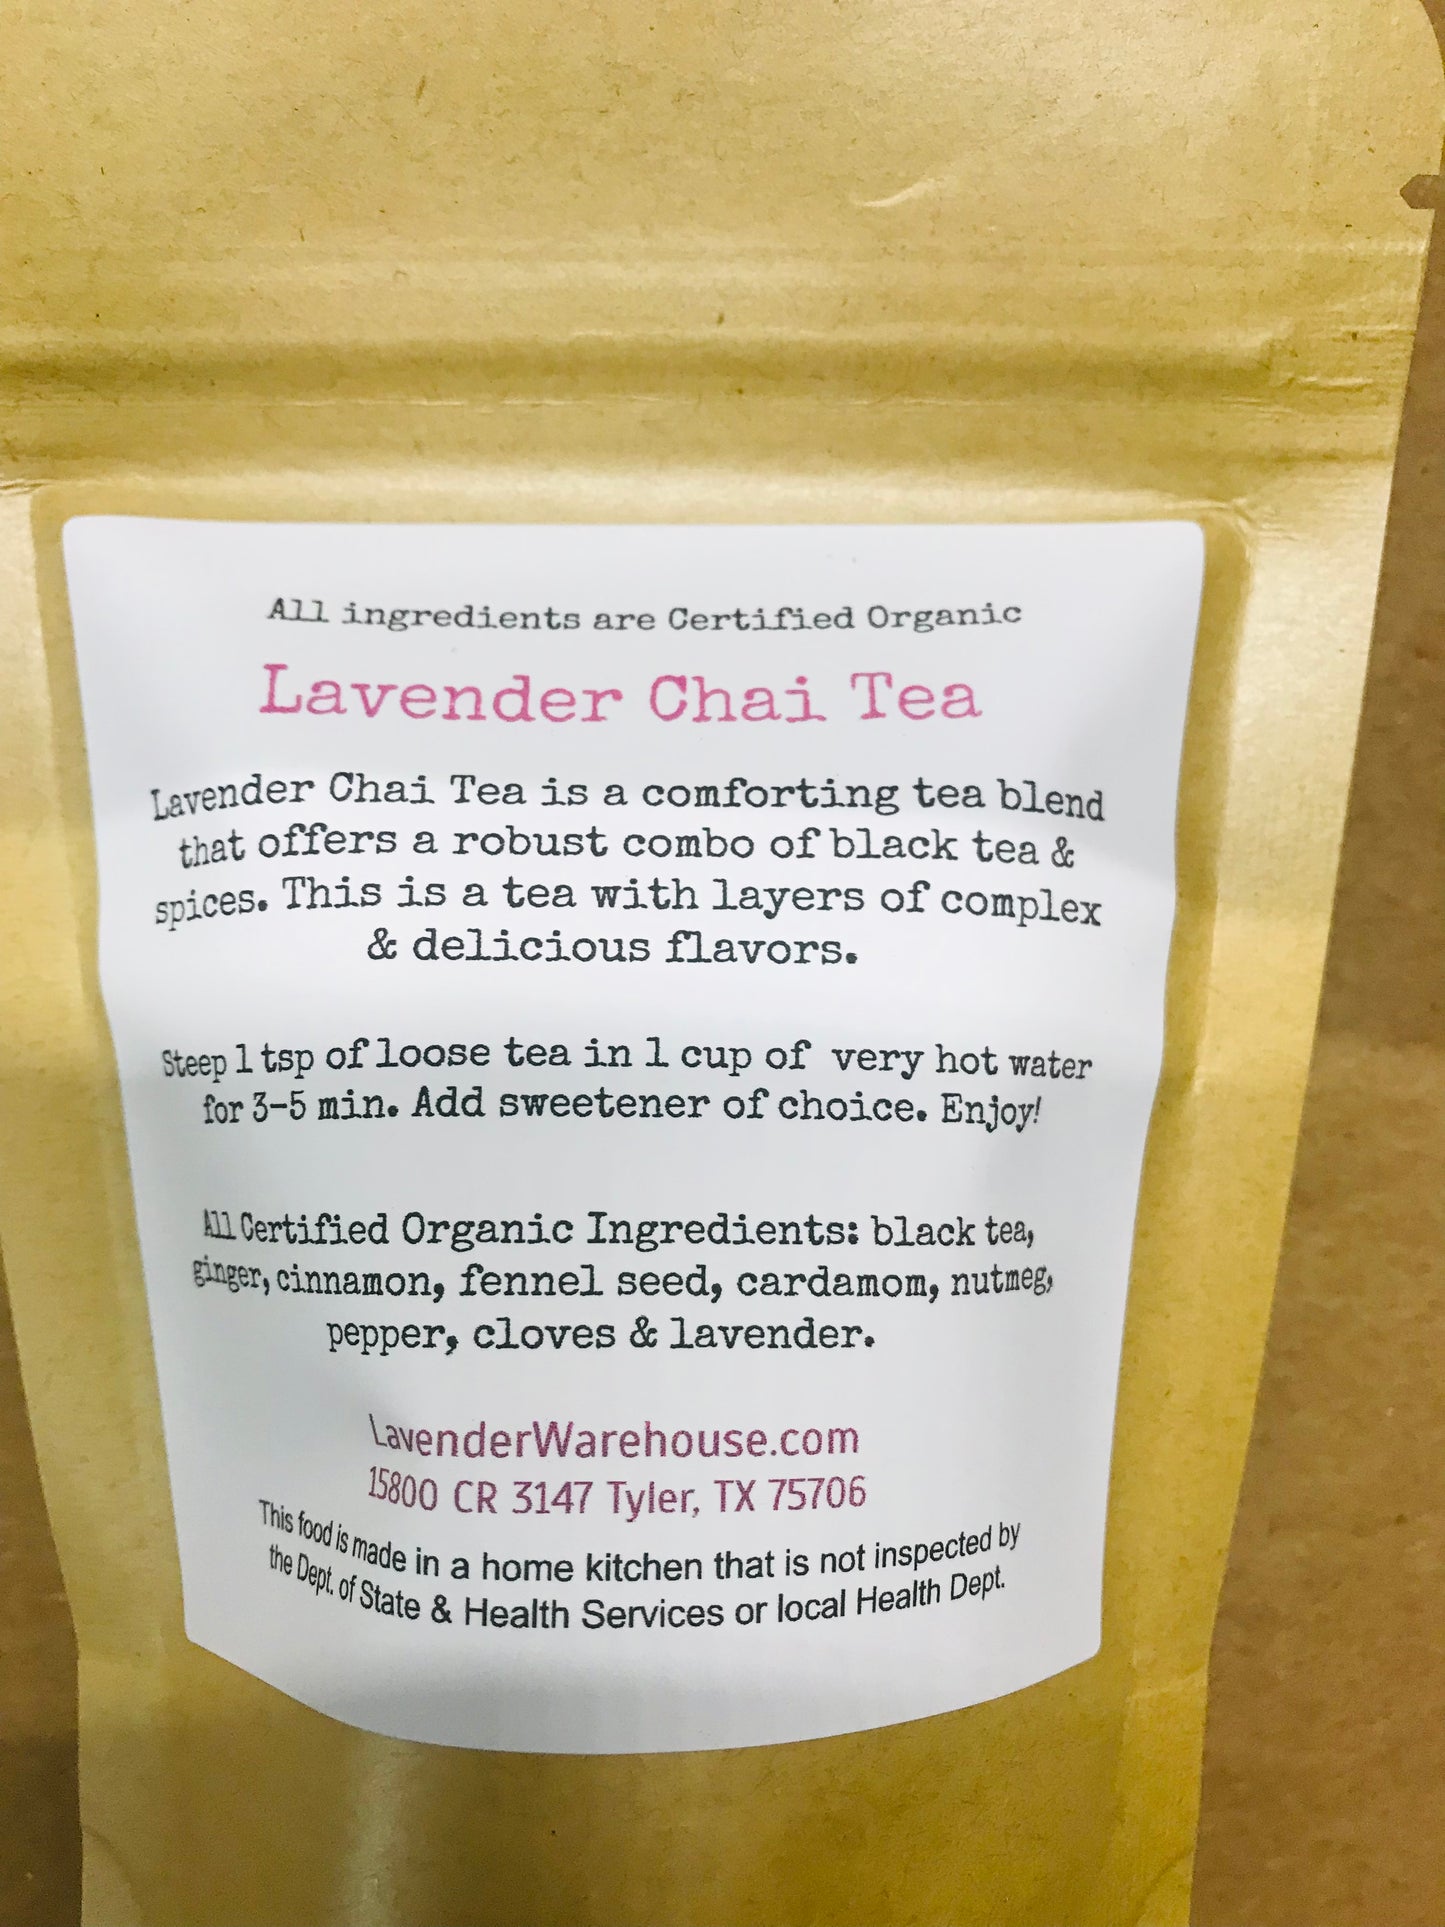 All ingredients are Certified Organic
Lavender Chai Tea
Lavender Chai Tea is a comforting tea blend
that offers a robust combo of black tea &
spices. This is a tea with layers of complex
& delicious flavors.
Steep 1 tsp of loose tea in 1 cup of very hot water
for 3-5 min. Add sweetener of choice. Enjoy!
All Certified Organic Ingredients: black tea,
ginger, cinnamon, fennel seed, cardamom, nutmeg,
pepper, cloves & lavender.
LavenderWarehouse.com
15800 CR 3147 Tyler, TX 75706
This food is made in a home kitchen that is not inspected by
the Dept. of State & Health Services or local Health Dept.